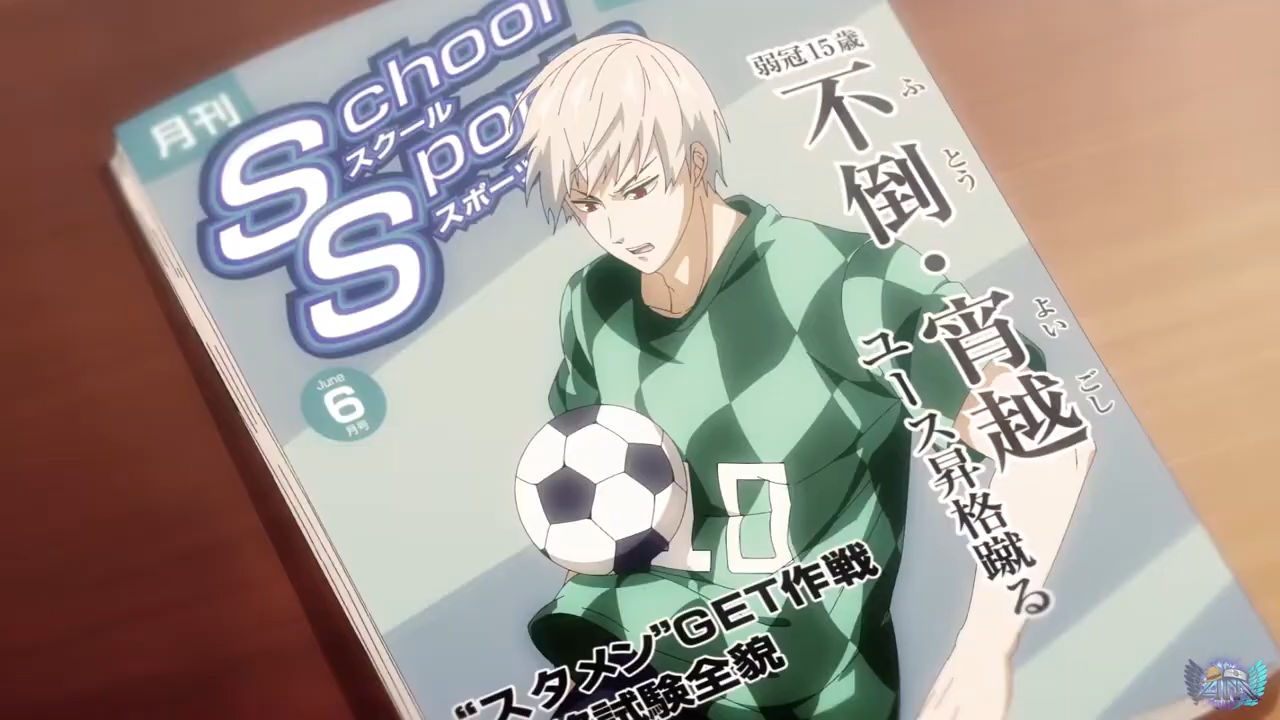 月刊
School
スクール
Sports
スポーツ
June
6
月号
弱冠15歳
不倒・宵越
ふとう
よいごし
ユース昇格蹴る
10
“スタメン”GET作戦
試験全貌